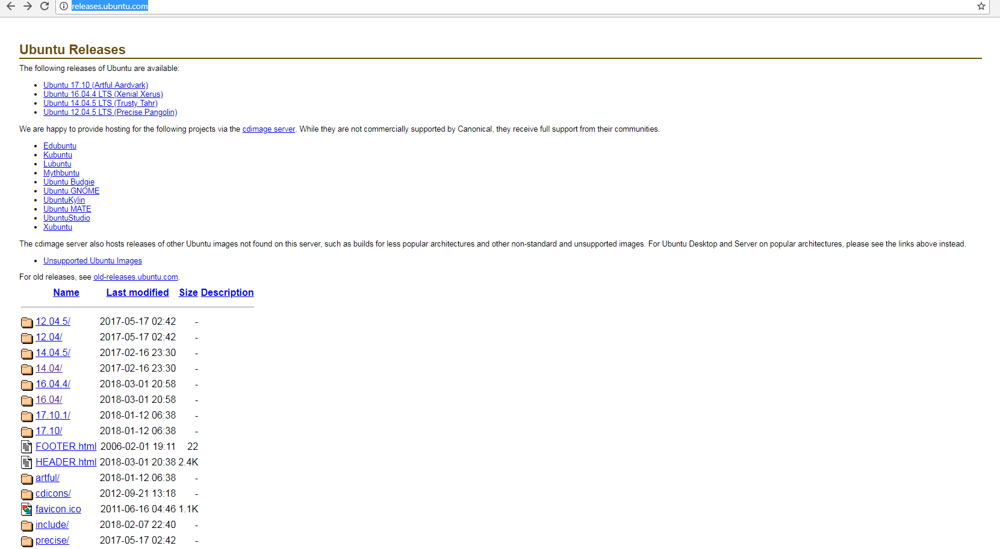 releases.ubuntu.com
Ubuntu Releases
The following releases of Ubuntu are available:
Ubuntu 17.10 (Artful Aardvark)
Ubuntu 16.04.4 LTS (Xenial Xerus)
Ubuntu 14.04.5 LTS (Trusty Tahr)
Ubuntu 12.04.5 LTS (Precise Pangolin)
We are happy to provide hosting for the following projects via the cdimage server. While they are not commercially supported by Canonical, they receive full support from their communities.
Edubuntu
Kubuntu
Lubuntu
Mythbuntu
Ubuntu Budgie
Ubuntu GNOME
UbuntuKylin
Ubuntu MATE
UbuntuStudio
Xubuntu
The cdimage server also hosts releases of other Ubuntu images not found on this server, such as builds for less popular architectures and other non-standard and unsupported images. For Ubuntu Desktop and Server on popular architectures, please see the links above instead.
Unsupported Ubuntu Images
For old releases, see old-releases.ubuntu.com.
Name Last modified Size Description
12.04.5/ 2017-05-17 02:42 -
12.04/ 2017-05-17 02:42 -
14.04.5/ 2017-02-16 23:30 -
14.04/ 2017-02-16 23:30 -
16.04.4/ 2018-03-01 20:58 -
16.04/ 2018-03-01 20:58 -
17.10.1/ 2018-01-12 06:38 -
17.10/ 2018-01-12 06:38 -
FOOTER.html 2006-02-01 19:11 22
HEADER.html 2018-03-01 20:38 2.4K
artful/ 2018-01-12 06:38 -
cdicons/ 2012-09-21 13:18 -
favicon.ico 2011-06-16 04:46 1.1K
include/ 2018-02-07 22:40 -
precise/ 2017-05-17 02:42 -